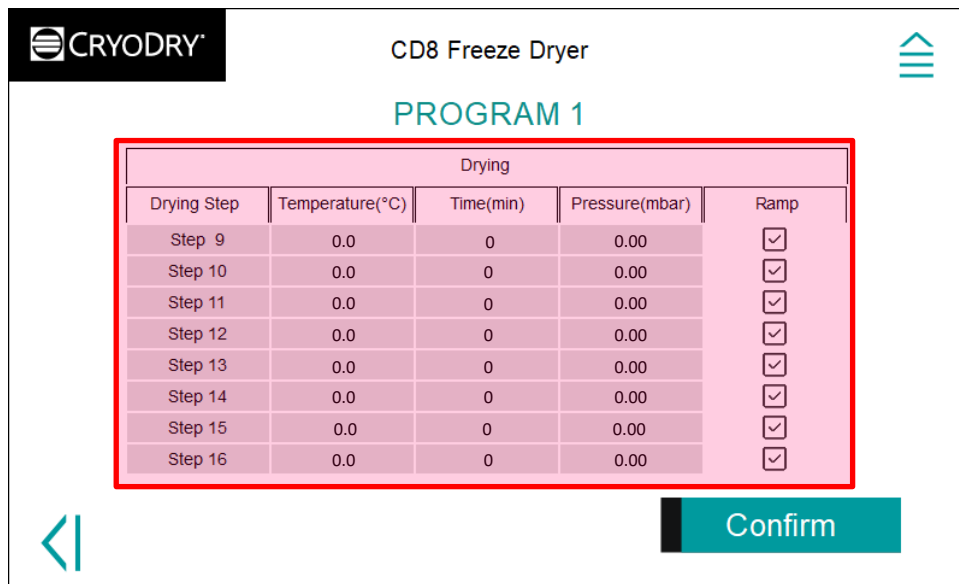 CRYODRY
CD8 Freeze Dryer
PROGRAM 1
Drying
Drying Step Temperature(°C) Time(min) Pressure(mbar) Ramp
Step 9 0.0 0 0.00
Step 10 0.0 0 0.00
Step 11 0.0 0 0.00
Step 12 0.0 0 0.00
Step 13 0.0 0 0.00
Step 14 0.0 0 0.00
Step 15 0.0 0 0.00
Step 16 0.0 0 0.00
Confirm